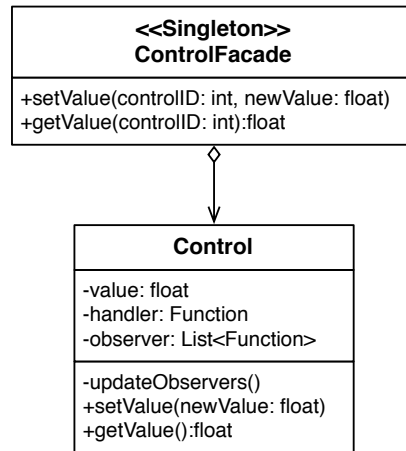 <<Singleton>>
ControlFacade
+setValue(controlID: int, newValue: float)
+getValue(controlID: int):float
Control
-value: float
-handler: Function
-observer: List<Function>
-updateObservers()
+setValue(newValue: float)
+getValue():float